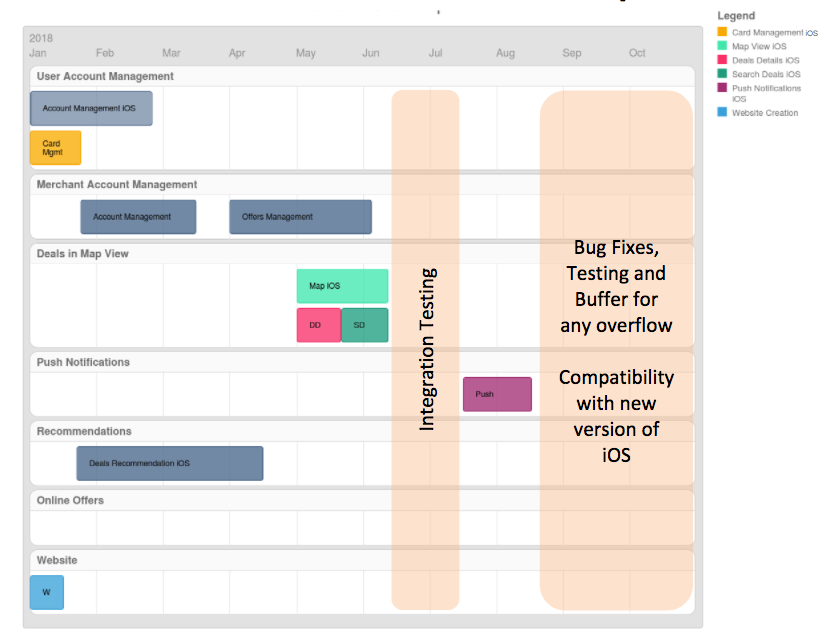 2018
Jan Feb Mar Apr May Jun Jul Aug Sep Oct
User Account Management
Account Management iOS
Card
Mgmt
Merchant Account Management
Account Management
Offers Management
Deals in Map View
Map iOS
DD
SD
Push Notifications
Push
Recommendations
Deals Recommendation iOS
Online Offers
Website
W
Integration Testing
Bug Fixes,
Testing and
Buffer for
any overflow
Compatibility
with new
version of
iOS
Legend
Card Management iOS
Map View iOS
Deals Details iOS
Search Deals iOS
Push Notifications
iOS
Website Creation